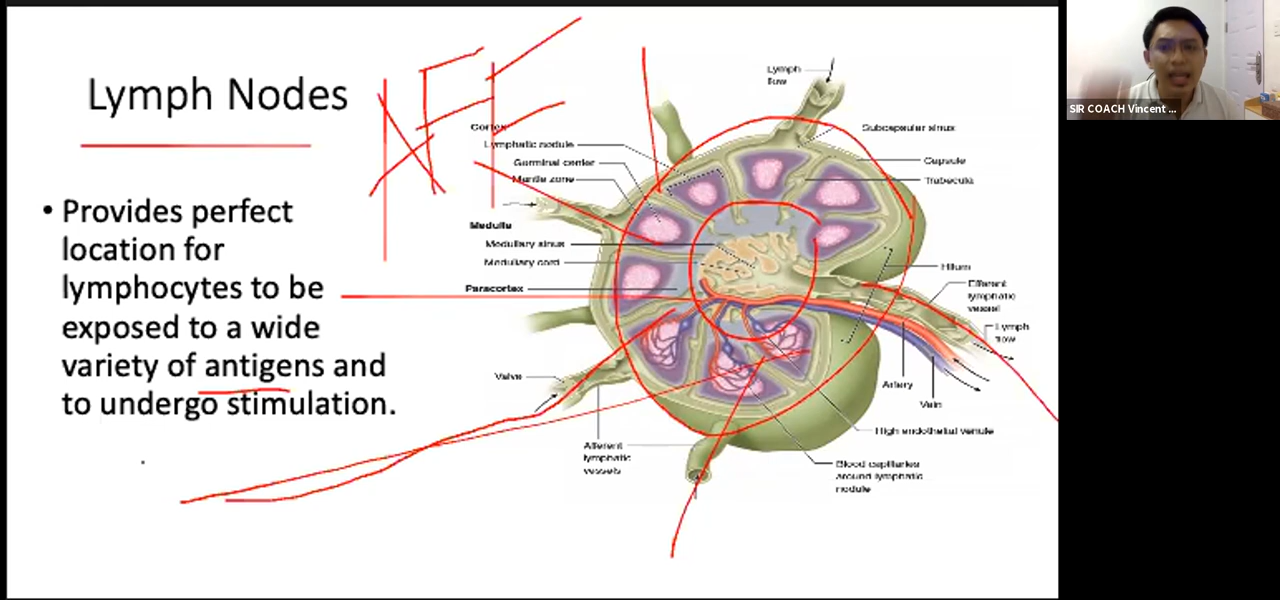 Lymph Nodes
• Provides perfect
location for
lymphocytes to be
exposed to a wide
variety of antigens and
to undergo stimulation.
Cortex
Lymphatic nodule
Germinal center
Mantle zone
Medulla
Medullary sinus
Medullary cord
Paracortex
Valve
Afferent
lymphatic
vessels
Lymph
flow
Subcapsular sinus
Capsule
Trabecula
Hilum
Efferent
lymphatic
vessel
Lymph
flow
Artery
Vein
High endothelial venule
Blood capillaries
around lymphatic
nodule
SIR COACH Vincent ...